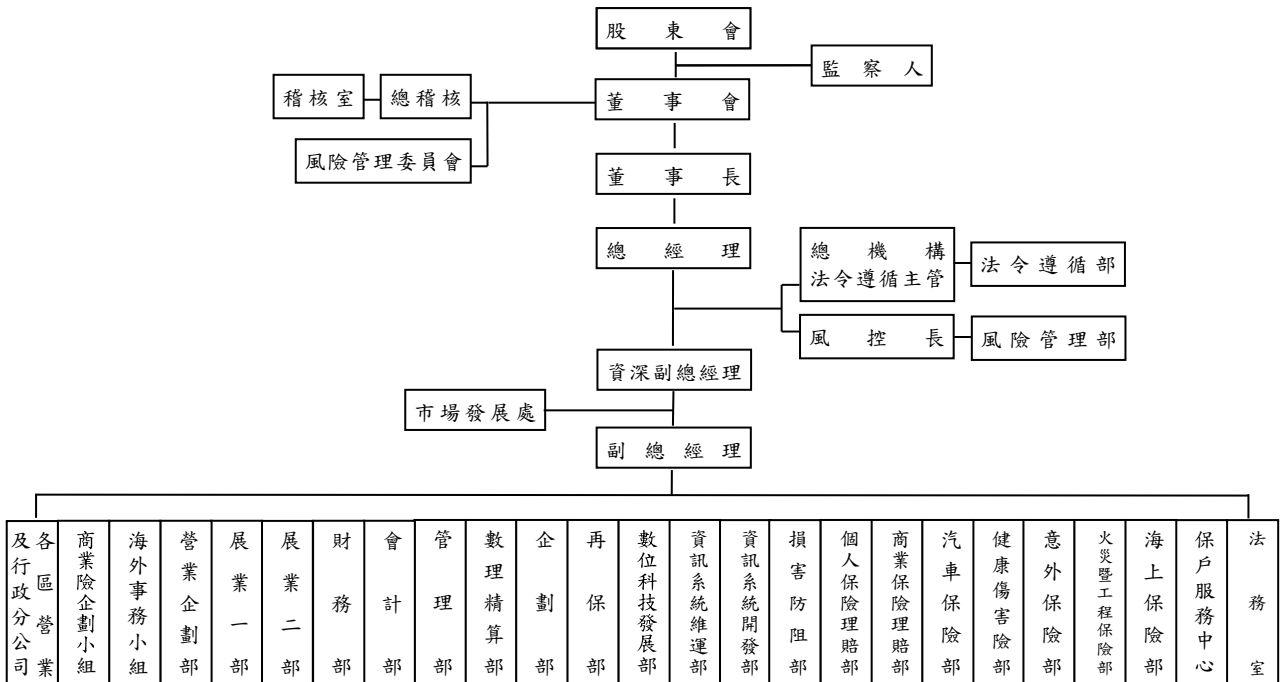 股東會
監察人
稽核室
總稽核
董事會
風險管理委員會
董事長
總經理
總機構
法令遵循主管
法令遵循部
風控長
風險管理部
資深副總經理
市場發展處
副總經理
各區營業
及行政分公司
商業險企劃小組
海外事務小組
營業企劃部
展業一部
展業二部
財務部
會計部
管理部
數理精算部
企劃部
再保部
數位科技發展部
資訊系統維運部
資訊系統開發部
損害防阻部
個人保險理賠部
商業保險理賠部
汽車保險部
健康傷害險部
意外保險部
火災暨工程保險部
海上保險部
保戶服務中心
法務室